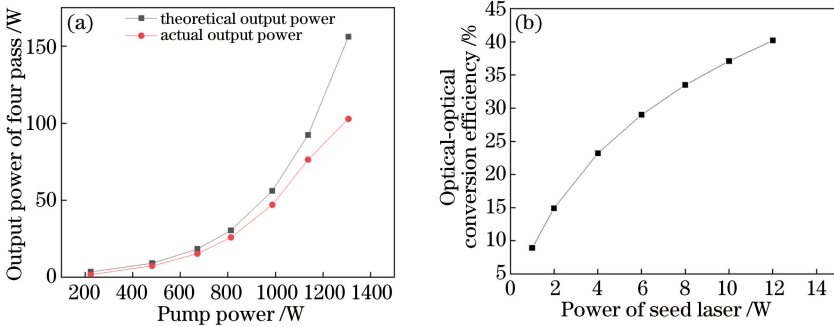 (a)
theoretical output power
actual output power
Output power of four pass /W
150
100
50
0
200 400 600 800 1000 1200 1400
Pump power /W
(b)
Optical-optical
conversion efficiency /%
45
40
35
30
25
20
15
10
5
0 2 4 6 8 10 12 14
Power of seed laser /W